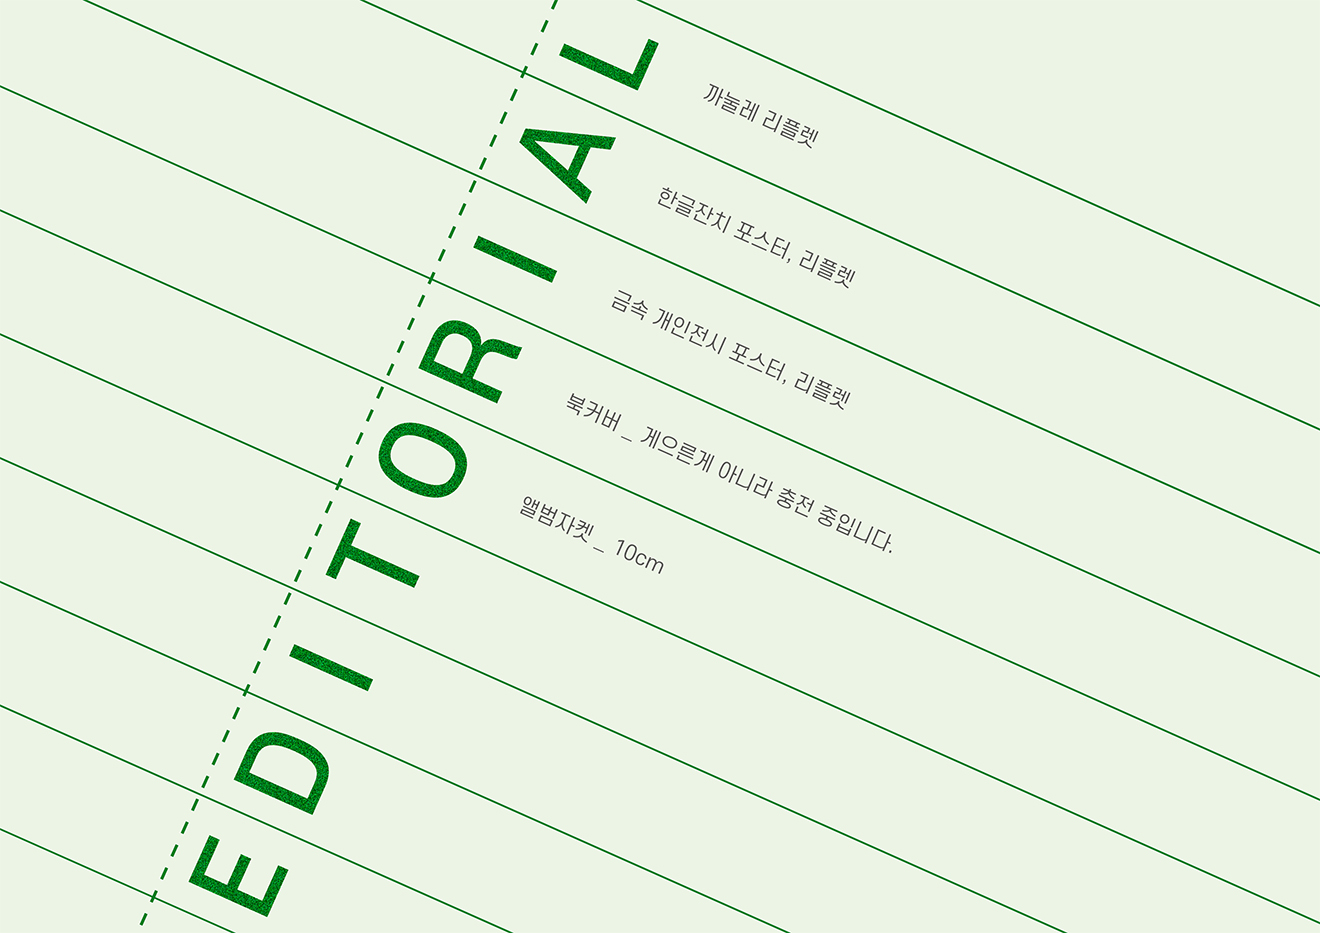 EDITORIAL
까눌레 리플렛
한글잔치 포스터, 리플렛
금속 개인전시 포스터, 리플렛
북커버 _ 게으른게 아니라 충전 중입니다.
앨범자켓 _ 10cm